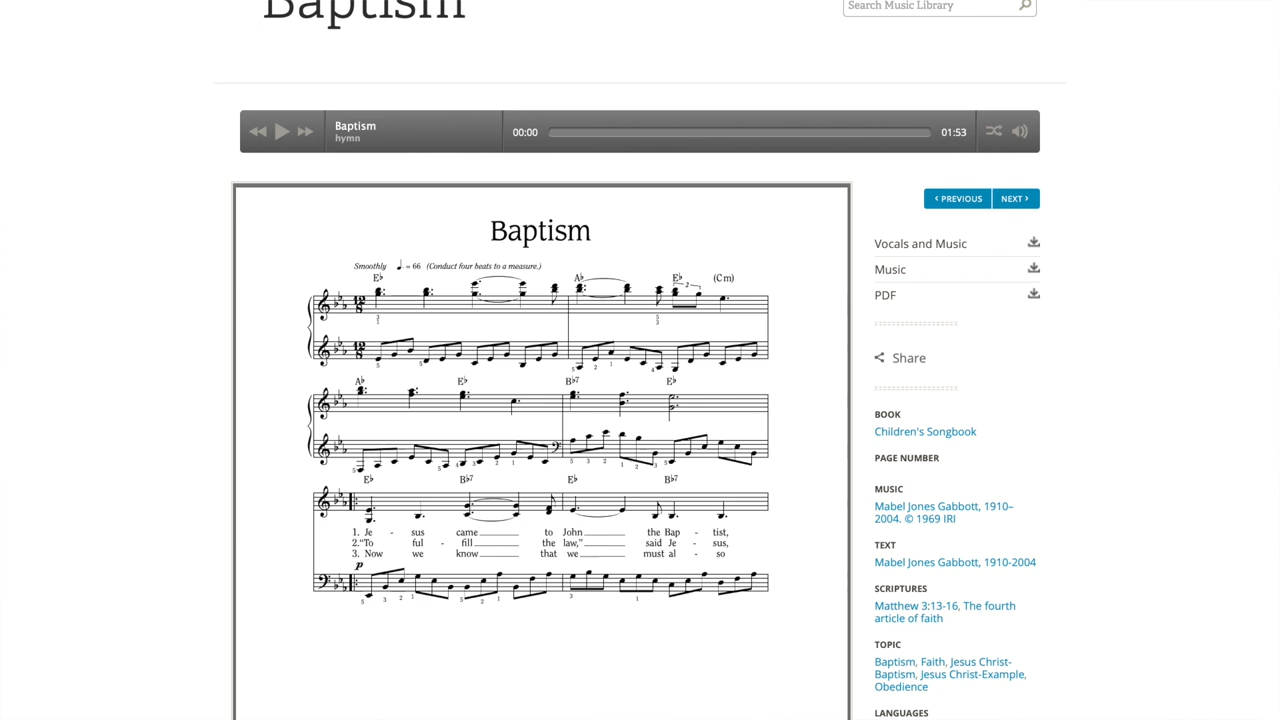 Baptism
Search Music Library
Baptism
hymn
00:00
01:53
‹ PREVIOUS
NEXT ›
Baptism
Smoothly ♩. = 66 (Conduct four beats to a measure.)
E♭ A♭ E♭ (Cm)
A♭ E♭ B♭7 E♭
E♭ B♭7 E♭ B♭7
1. Je - sus came to John the Bap - tist,
2. “To ful - fill the law,” said Je - sus,
3. Now we know that we must al - so
p
Vocals and Music
Music
PDF
Share
BOOK
Children's Songbook
PAGE NUMBER
MUSIC
Mabel Jones Gabbott, 1910–
2004. © 1969 IRI
TEXT
Mabel Jones Gabbott, 1910-2004
SCRIPTURES
Matthew 3:13-16, The fourth
article of faith
TOPIC
Baptism, Faith, Jesus Christ-
Baptism, Jesus Christ-Example,
Obedience
LANGUAGES